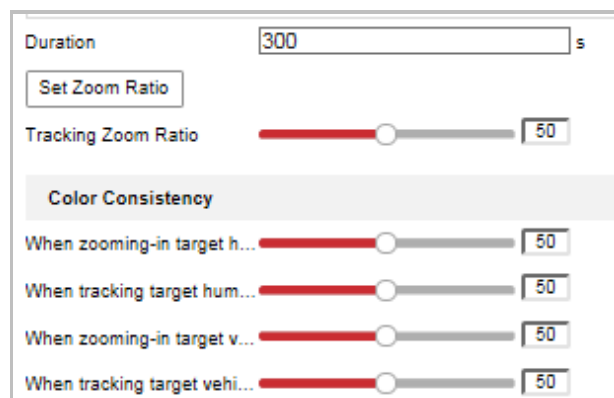 Duration 300 s
Set Zoom Ratio
Tracking Zoom Ratio 50
Color Consistency
When zooming-in target h... 50
When tracking target hum... 50
When zooming-in target v... 50
When tracking target vehi... 50